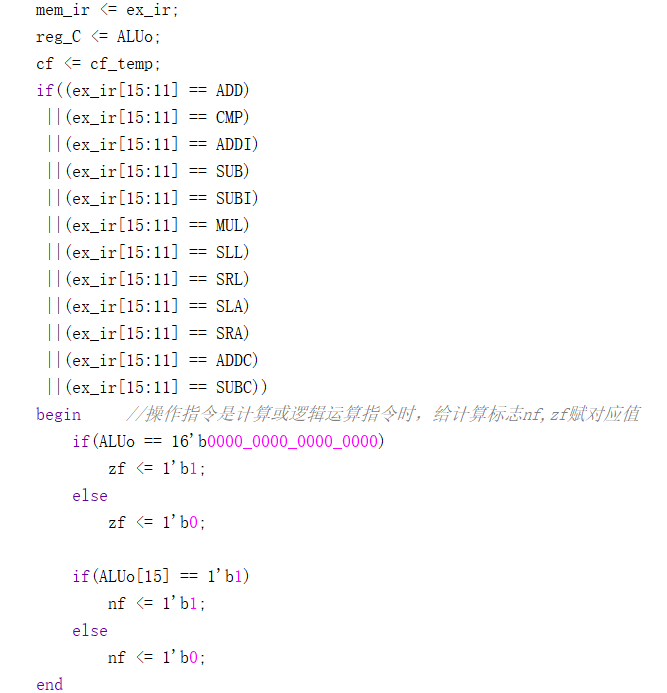 mem_ir <= ex_ir;
reg_C <= ALUo;
cf <= cf_temp;
if((ex_ir[15:11] == ADD)
||(ex_ir[15:11] == CMP)
||(ex_ir[15:11] == ADDI)
||(ex_ir[15:11] == SUB)
||(ex_ir[15:11] == SUBI)
||(ex_ir[15:11] == MUL)
||(ex_ir[15:11] == SLL)
||(ex_ir[15:11] == SRL)
||(ex_ir[15:11] == SLA)
||(ex_ir[15:11] == SRA)
||(ex_ir[15:11] == ADDC)
||(ex_ir[15:11] == SUBC))
begin //操作指令是计算或逻辑运算指令时，给计算标志nf,zf赋对应值
if(ALUo == 16'b0000_0000_0000_0000)
zf <= 1'b1;
else
zf <= 1'b0;
if(ALUo[15] == 1'b1)
nf <= 1'b1;
else
nf <= 1'b0;
end